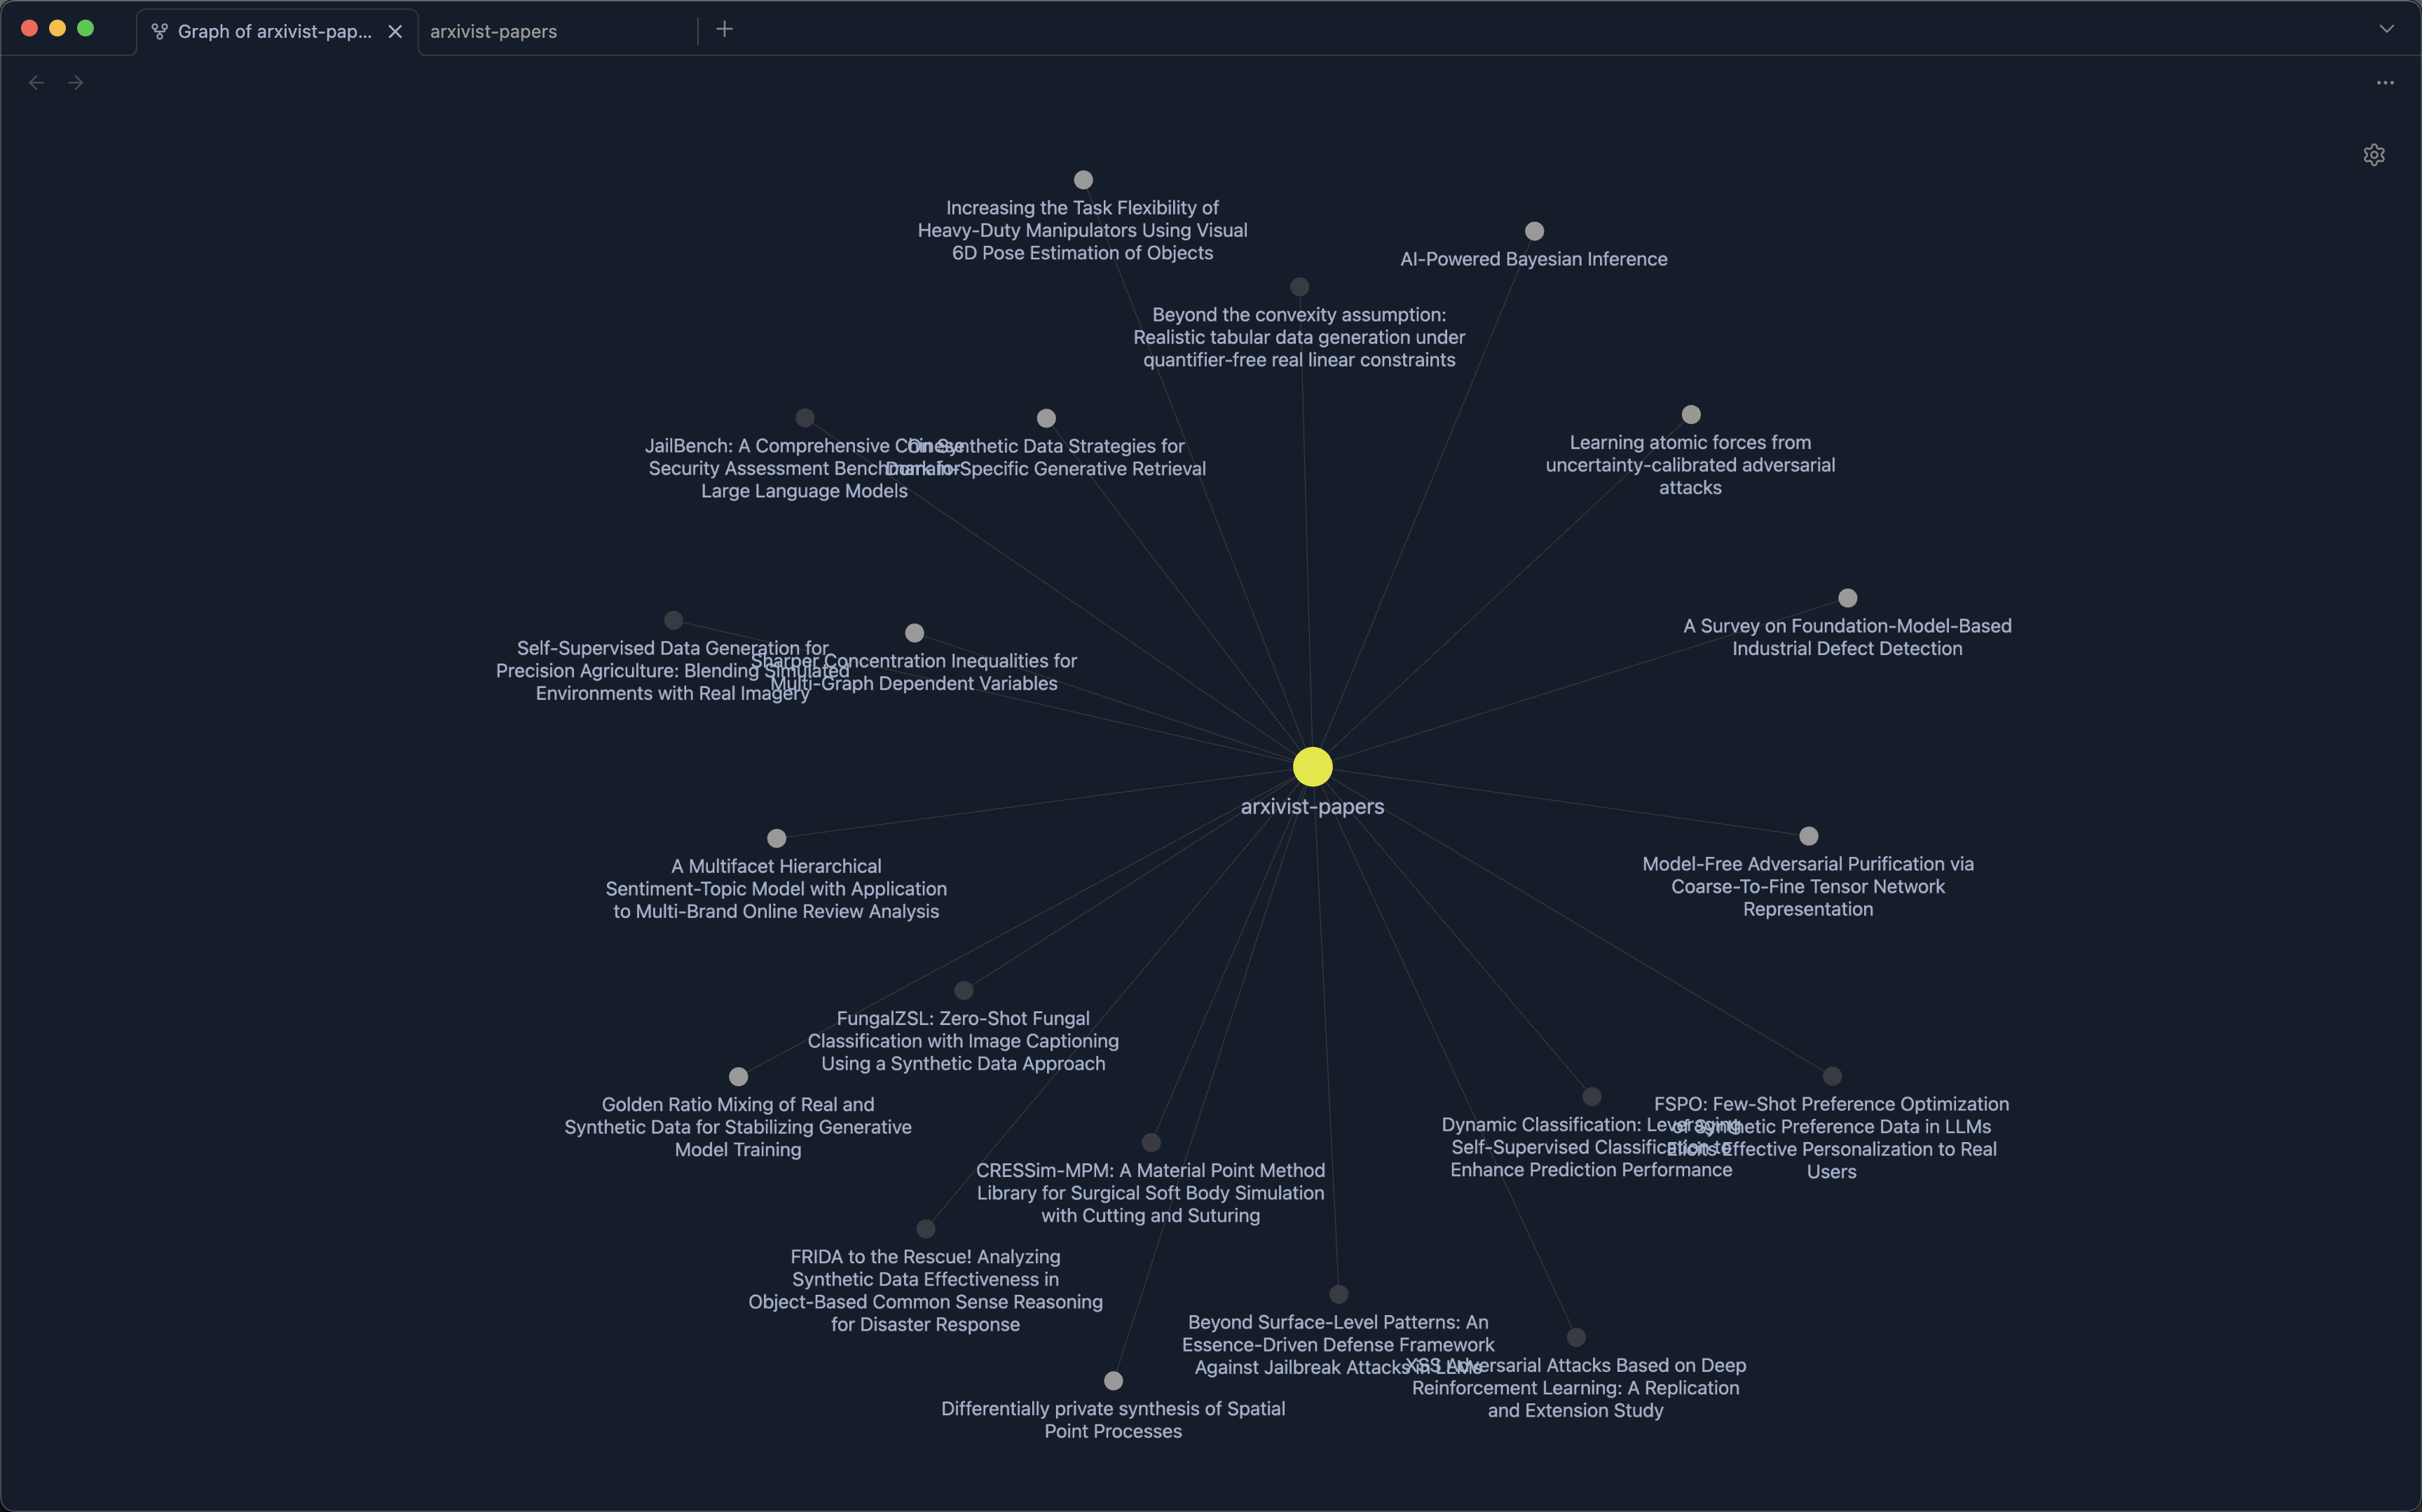 Graph of arxivist-pap...
arxivist-papers
Increasing the Task Flexibility of
Heavy-Duty Manipulators Using Visual
6D Pose Estimation of Objects
AI-Powered Bayesian Inference
Beyond the convexity assumption:
Realistic tabular data generation under
quantifier-free real linear constraints
JailBench: A Comprehensive Chinese
Security Assessment Benchmark for
Large Language Models
On Synthetic Data Strategies for
Domain-Specific Generative Retrieval
Learning atomic forces from
uncertainty-calibrated adversarial
attacks
Self-Supervised Data Generation for
Precision Agriculture: Blending Simulated
Environments with Real Imagery
Sharper Concentration Inequalities for
Multi-Graph Dependent Variables
A Survey on Foundation-Model-Based
Industrial Defect Detection
arxivist-papers
A Multifacet Hierarchical
Sentiment-Topic Model with Application
to Multi-Brand Online Review Analysis
Model-Free Adversarial Purification via
Coarse-To-Fine Tensor Network
Representation
FungalZSL: Zero-Shot Fungal
Classification with Image Captioning
Using a Synthetic Data Approach
Golden Ratio Mixing of Real and
Synthetic Data for Stabilizing Generative
Model Training
CRESSim-MPM: A Material Point Method
Library for Surgical Soft Body Simulation
with Cutting and Suturing
Dynamic Classification: Leveraging
Self-Supervised Classification to
Enhance Prediction Performance
FSPO: Few-Shot Preference Optimization
of Synthetic Preference Data in LLMs
Elicits Effective Personalization to Real
Users
FRIDA to the Rescue! Analyzing
Synthetic Data Effectiveness in
Object-Based Common Sense Reasoning
for Disaster Response
Beyond Surface-Level Patterns: An
Essence-Driven Defense Framework
Against Jailbreak Attacks in LLMs
XSS Adversarial Attacks Based on Deep
Reinforcement Learning: A Replication
and Extension Study
Differentially private synthesis of Spatial
Point Processes